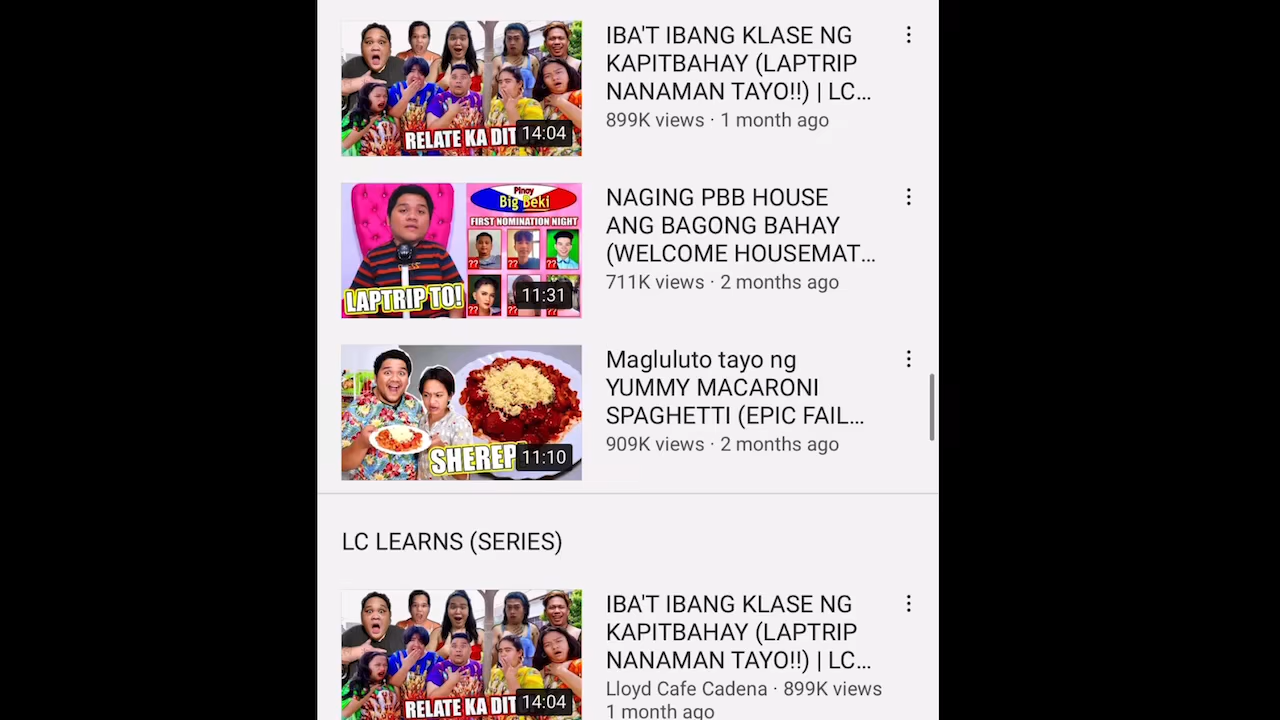 IBA'T IBANG KLASE NG
KAPITBAHAY (LAPTRIP
NANAMAN TAYO!!) | LC...
899K views · 1 month ago
RELATE KA DIT
14:04
NAGING PBB HOUSE
ANG BAGONG BAHAY
(WELCOME HOUSEMAT...
711K views · 2 months ago
Pinoy
Big Beki
FIRST NOMINATION NIGHT
??
??
??
??
??
??
LAPTRIP TO!
11:31
Magluluto tayo ng
YUMMY MACARONI
SPAGHETTI (EPIC FAIL...
909K views · 2 months ago
SHEREP
11:10
LC LEARNS (SERIES)
IBA'T IBANG KLASE NG
KAPITBAHAY (LAPTRIP
NANAMAN TAYO!!) | LC...
Lloyd Cafe Cadena · 899K views
1 month ago
RELATE KA DIT
14:04